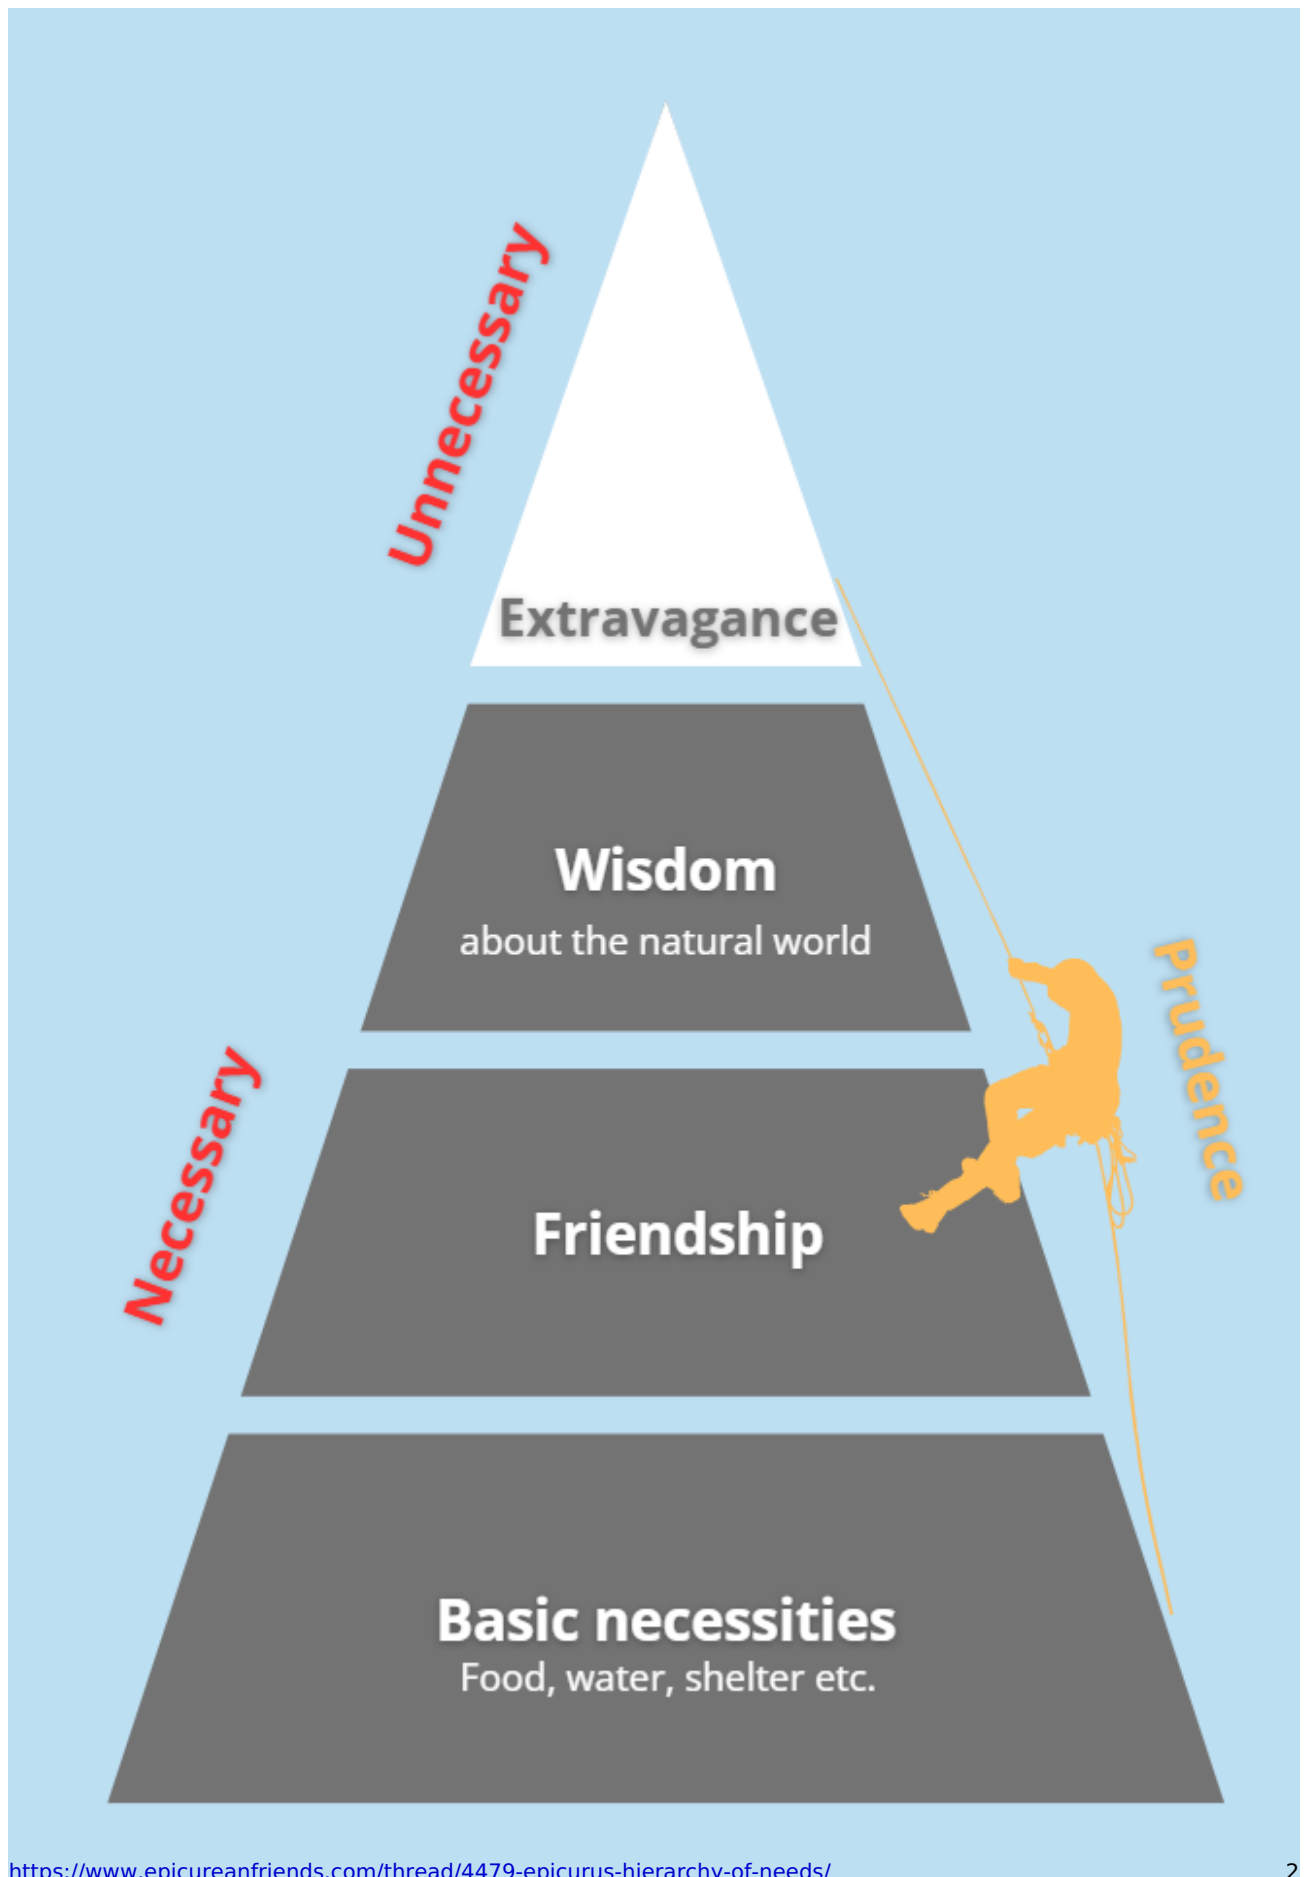 Unnecessary
Extravagance
Wisdom
about the natural world
Prudence
Necessary
Friendship
Basic necessities
Food, water, shelter etc.
https://www.epicureanfriends.com/thread/4479-epicurus-hierarchy-of-needs/
2